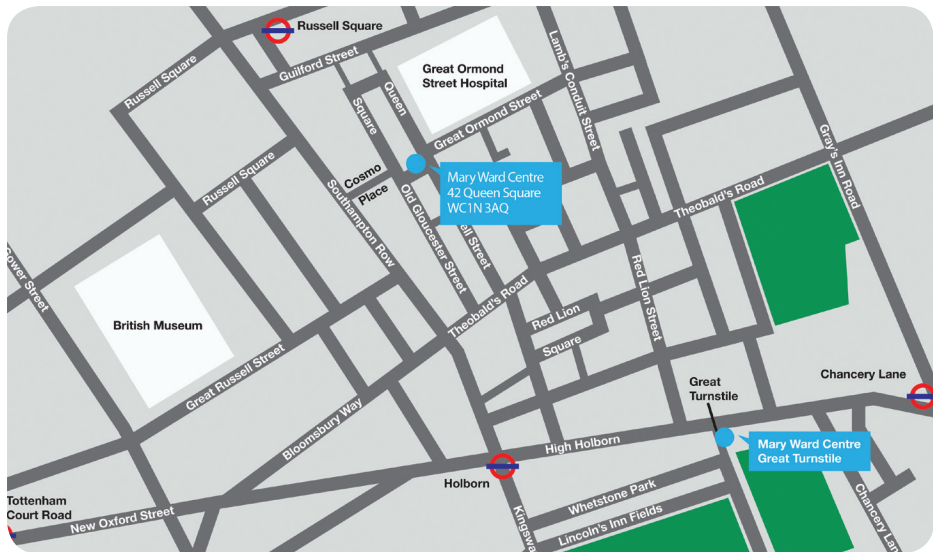 Russell Square
Guilford Street
Russell Square
Great Ormond
Street Hospital
Lamb's Conduit Street
Queen
Square
Great Ormond Street
Gray's Inn Road
Mary Ward Centre
42 Queen Square
WC1N 3AQ
Cosmo
Place
Russell Square
Southampton Row
Old Gloucester Street
ell Street
Theobald's Road
Gower Street
Red Lion Street
Theobald's Road
British Museum
Red Lion
Square
Great Russell Street
Chancery Lane
Great
Turnstile
Bloomsbury Way
High Holborn
Mary Ward Centre
Great Turnstile
Holborn
Whetstone Park
Tottenham
Court Road
New Oxford Street
Kingswa
Lincoln's Inn Fields
Chancery Lan